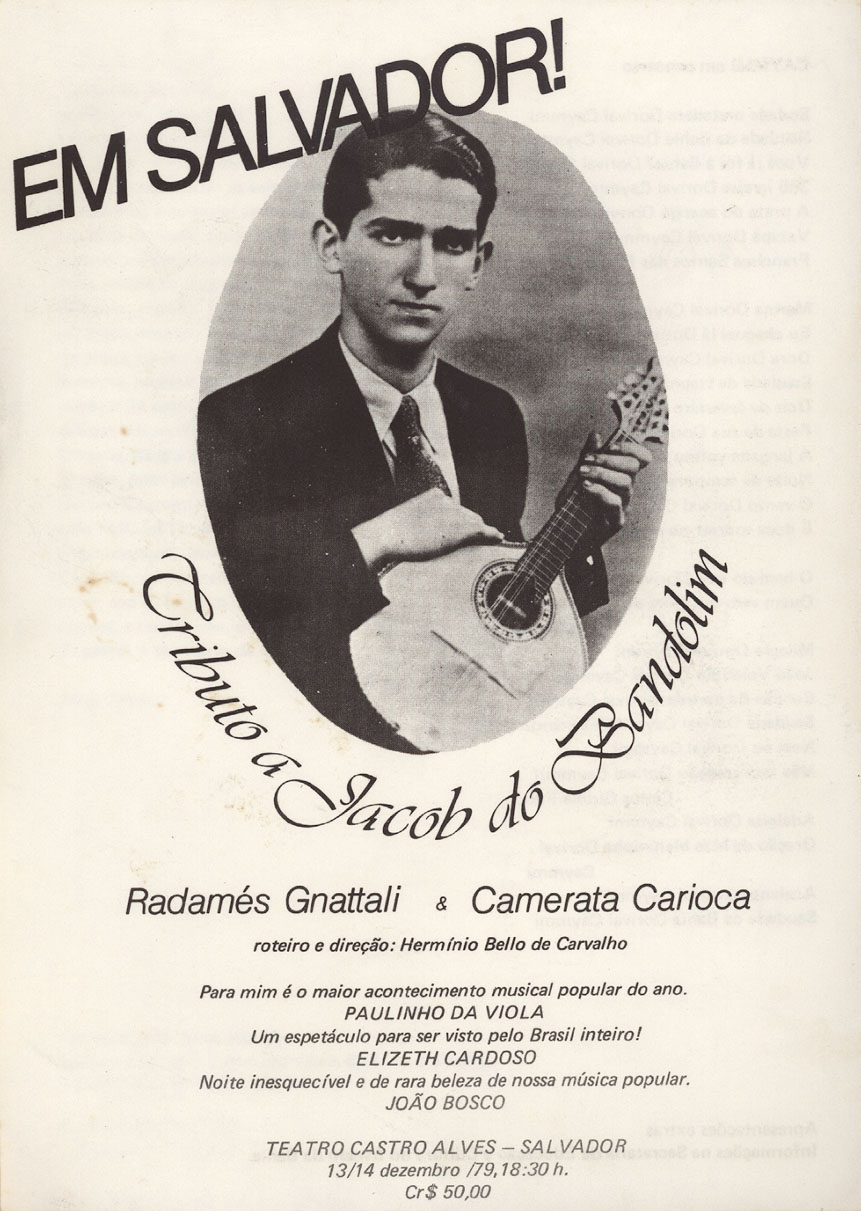 EM SALVADOR!
Tributo a Jacob do Bandolim
Radamés Gnattali & Camerata Carioca
roteiro e direção: Hermínio Bello de Carvalho
Para mim é o maior acontecimento musical popular do ano.
PAULINHO DA VIOLA
Um espetáculo para ser visto pelo Brasil inteiro!
ELIZETH CARDOSO
Noite inesquecível e de rara beleza de nossa música popular.
JOÃO BOSCO
TEATRO CASTRO ALVES – SALVADOR
13/14 dezembro /79, 18:30 h.
Cr$ 50,00